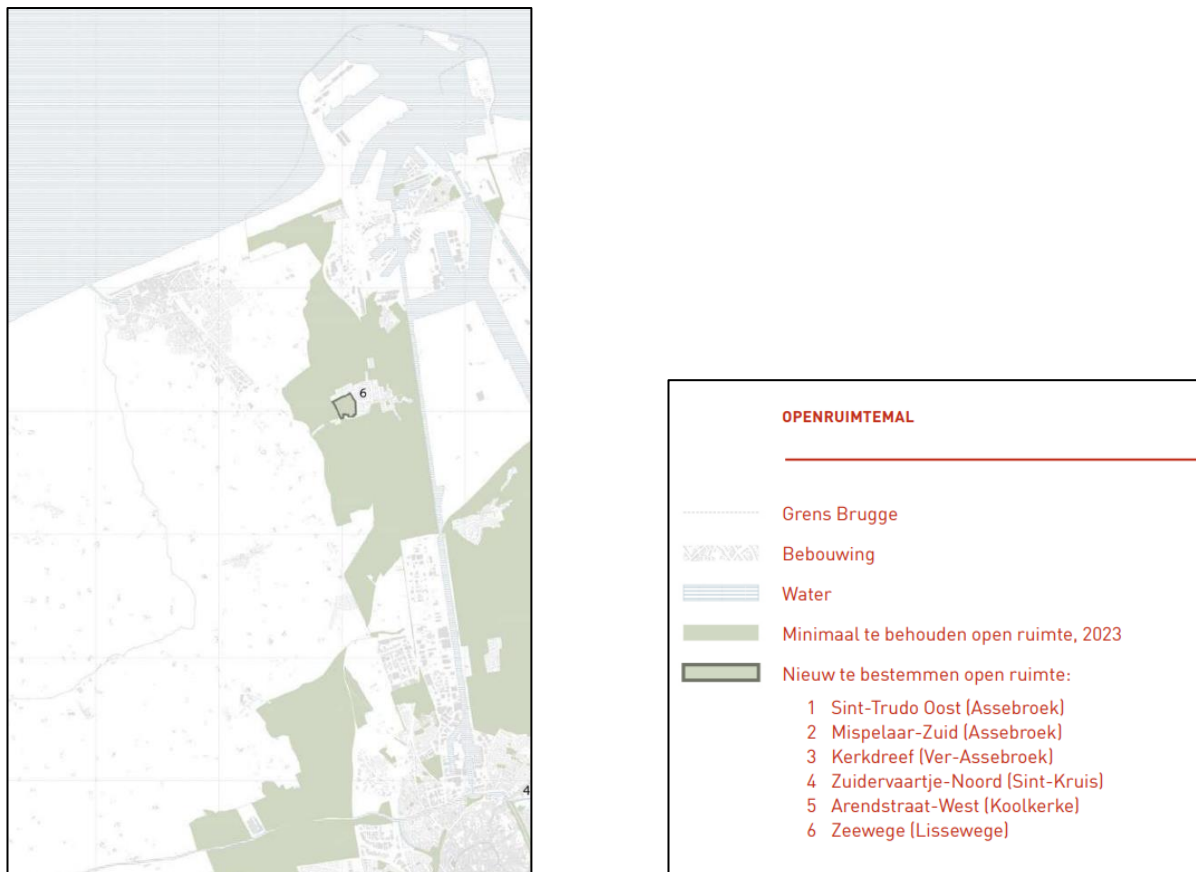 6
4
OPENRUIMTEMAL
Grens Brugge
Bebouwing
Water
Minimaal te behouden open ruimte, 2023
Nieuw te bestemmen open ruimte:
1 Sint-Trudo Oost (Assebroek)
2 Mispelaar-Zuid (Assebroek)
3 Kerkdreef (Ver-Assebroek)
4 Zuidervaartje-Noord (Sint-Kruis)
5 Arendstraat-West (Koolkerke)
6 Zeewege (Lissewege)